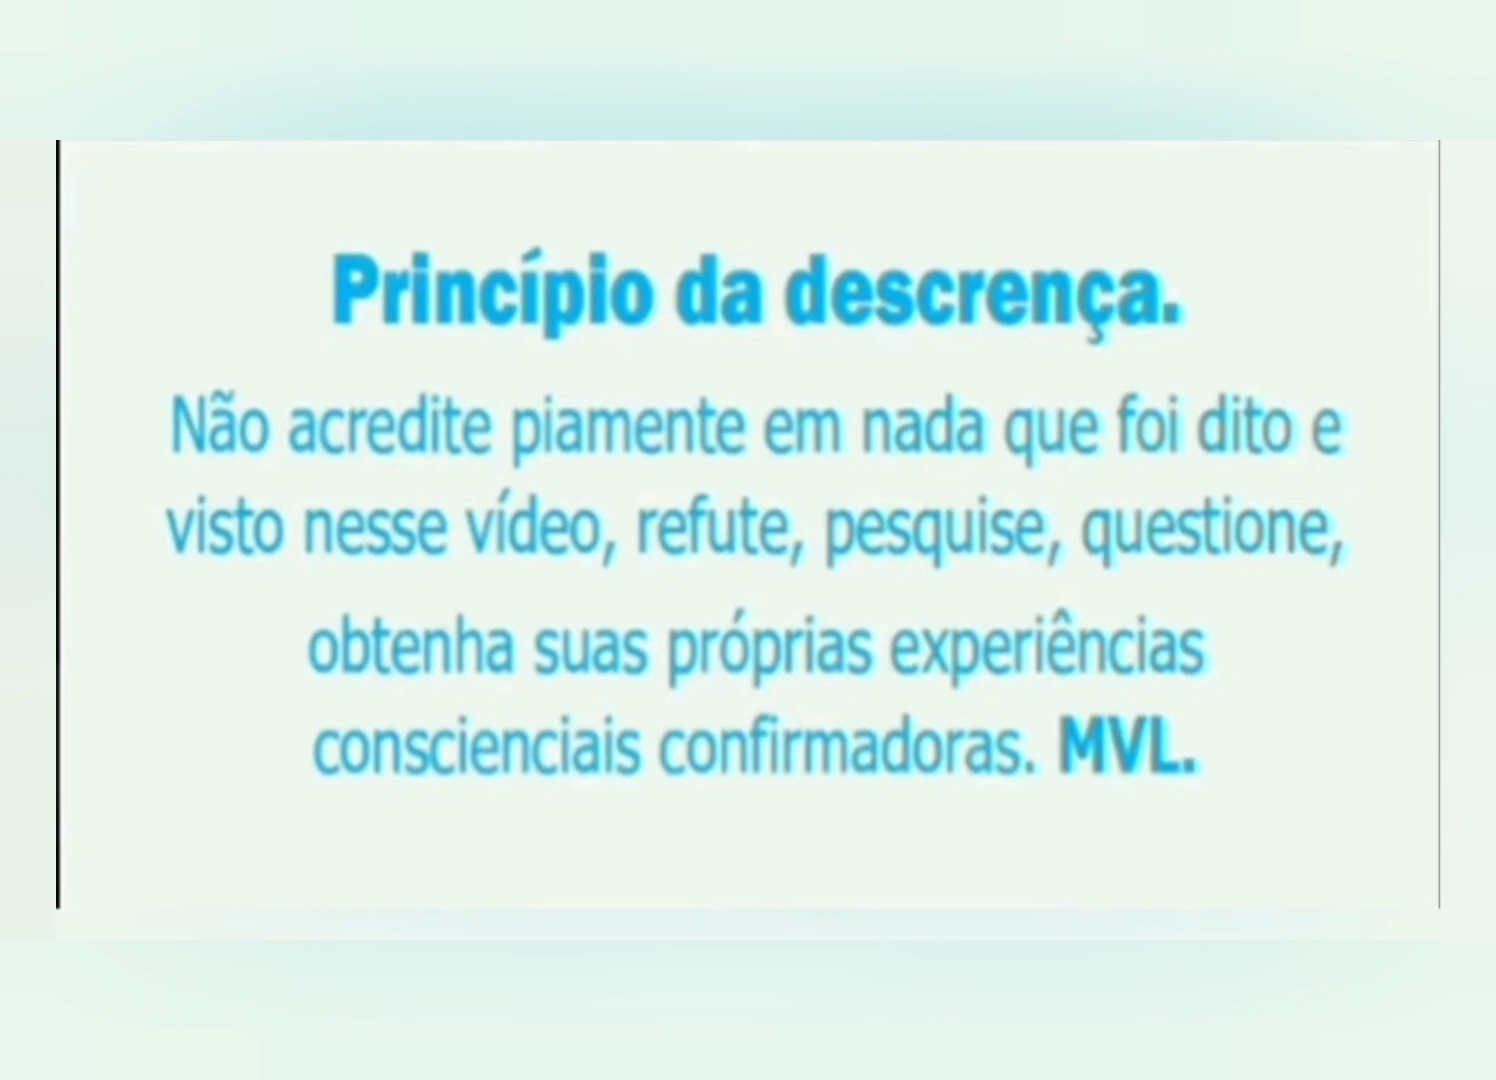 Princípio da descrença.
Não acredite piamente em nada que foi dito e
visto nesse vídeo, refute, pesquise, questione,
obtenha suas próprias experiências
conscienciais confirmadoras. MVL.